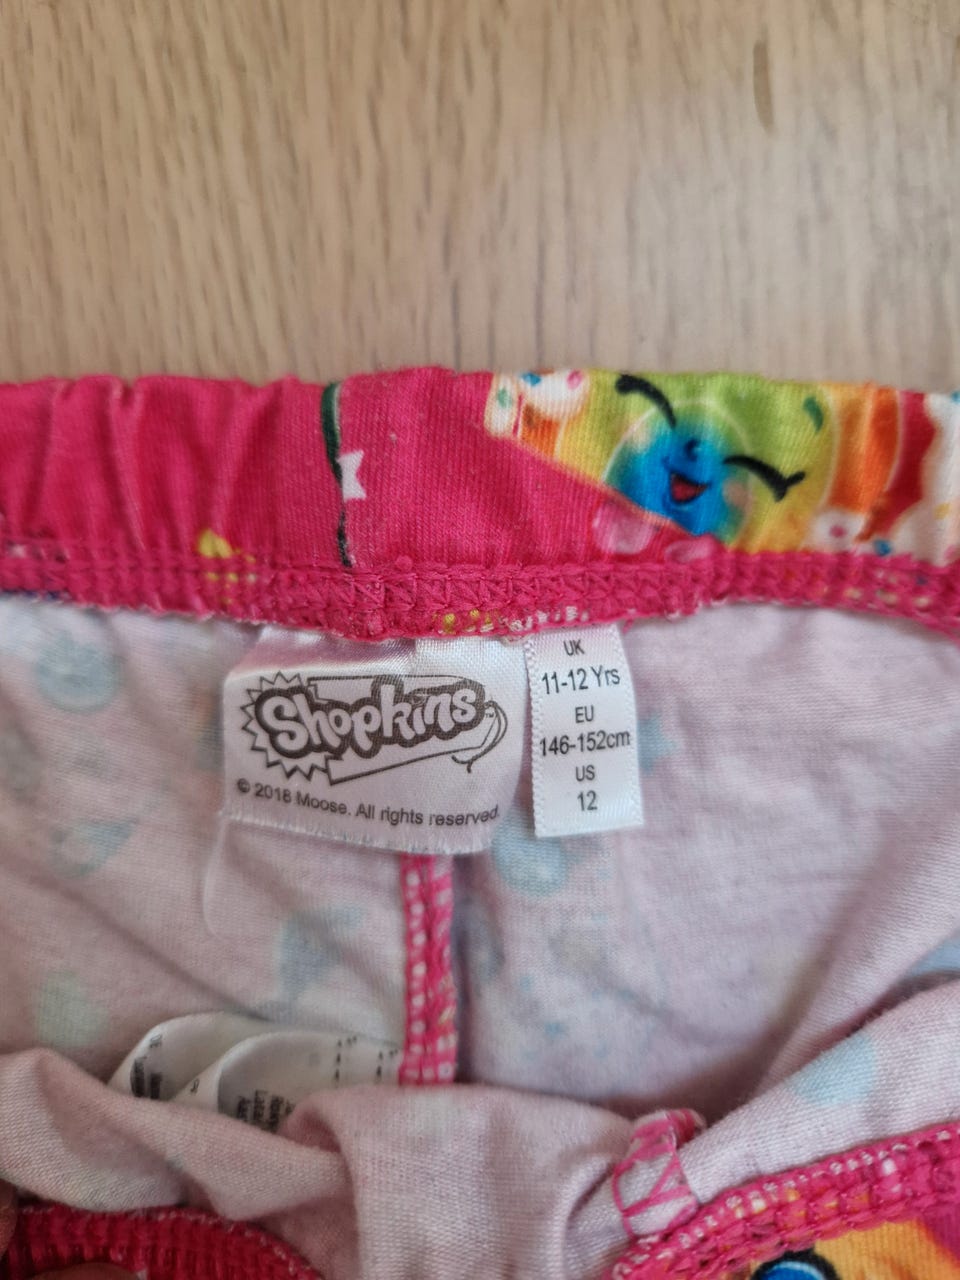 Shopkins
© 2018 Moose. All rights reserved.
UK
11-12 Yrs
EU
146-152cm
US
12